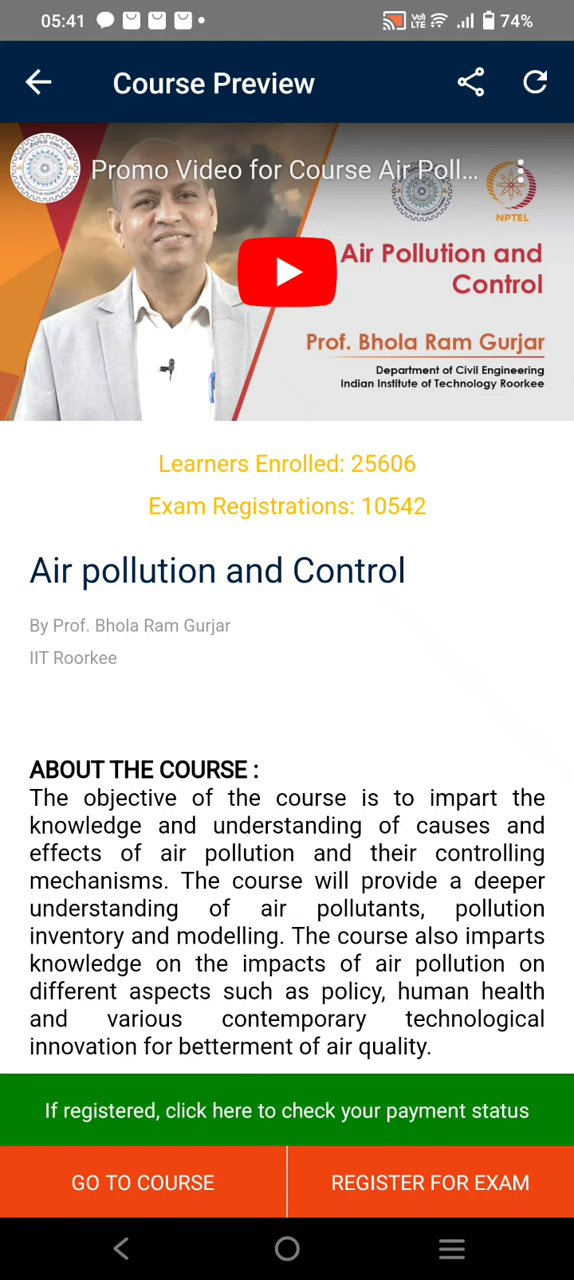 05:41
Vo) LTE
74%
Course Preview
Promo Video for Course Air Poll...
NPTEL
Air Pollution and
Control
Prof. Bhola Ram Gurjar
Department of Civil Engineering
Indian Institute of Technology Roorkee
Learners Enrolled: 25606
Exam Registrations: 10542
Air pollution and Control
By Prof. Bhola Ram Gurjar
IIT Roorkee
ABOUT THE COURSE :
The objective of the course is to impart the
knowledge and understanding of causes and
effects of air pollution and their controlling
mechanisms. The course will provide a deeper
understanding of air pollutants, pollution
inventory and modelling. The course also imparts
knowledge on the impacts of air pollution on
different aspects such as policy, human health
and various contemporary technological
innovation for betterment of air quality.
If registered, click here to check your payment status
GO TO COURSE
REGISTER FOR EXAM